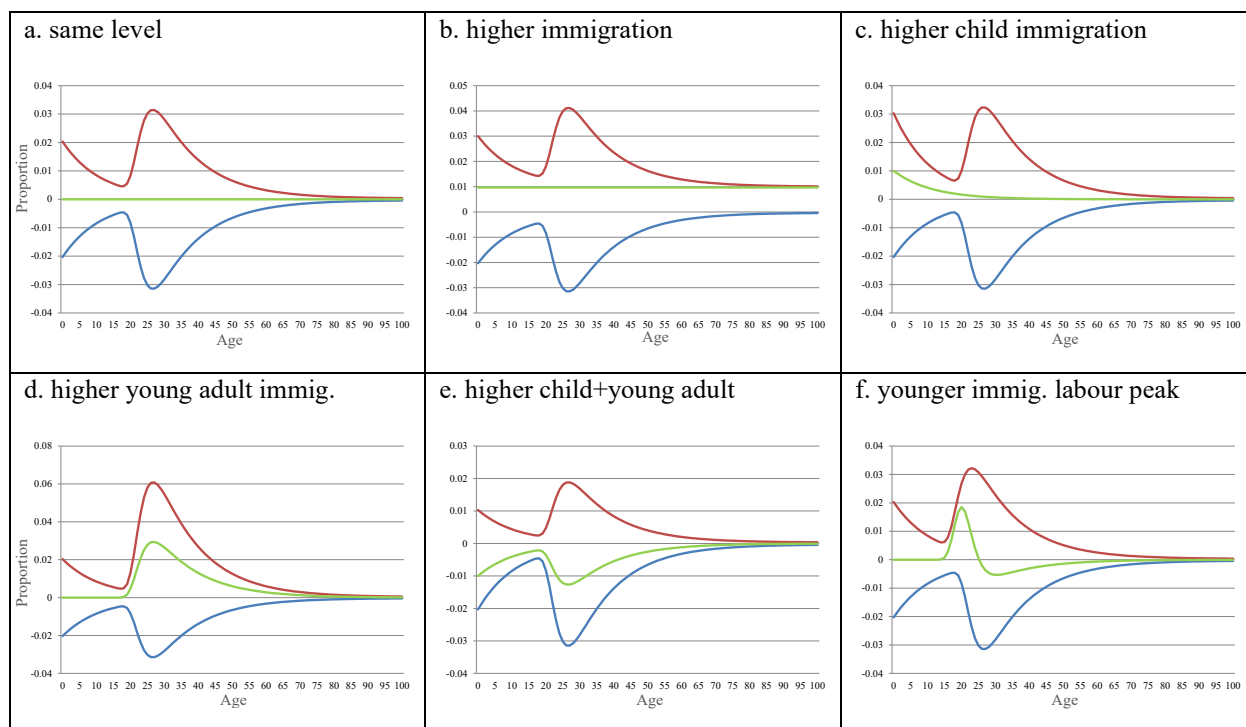 a. same level
0.04
0.03
0.02
0.01
0
-0.01
-0.02
-0.03
-0.04
Proportion
0 5 10 15 20 25 30 35 40 45 50 55 60 65 70 75 80 85 90 95 100
Age
b. higher immigration
0.05
0.04
0.03
0.02
0.01
0.00
-0.01
-0.02
-0.03
-0.04
0 5 10 15 20 25 30 35 40 45 50 55 60 65 70 75 80 85 90 95 100
Age
c. higher child immigration
0.04
0.03
0.02
0.01
0
-0.01
-0.02
-0.03
-0.04
0 5 10 15 20 25 30 35 40 45 50 55 60 65 70 75 80 85 90 95 100
Age
d. higher young adult immig.
0.08
0.06
0.04
0.02
0
-0.02
-0.04
Proportion
0 5 10 15 20 25 30 35 40 45 50 55 60 65 70 75 80 85 90 95 100
Age
e. higher child+young adult
0.03
0.02
0.01
0
-0.01
-0.02
-0.03
-0.04
0 5 10 15 20 25 30 35 40 45 50 55 60 65 70 75 80 85 90 95 100
Age
f. younger immig. labour peak
0.04
0.03
0.02
0.01
0
-0.01
-0.02
-0.03
-0.04
0 5 10 15 20 25 30 35 40 45 50 55 60 65 70 75 80 85 90 95 100
Age